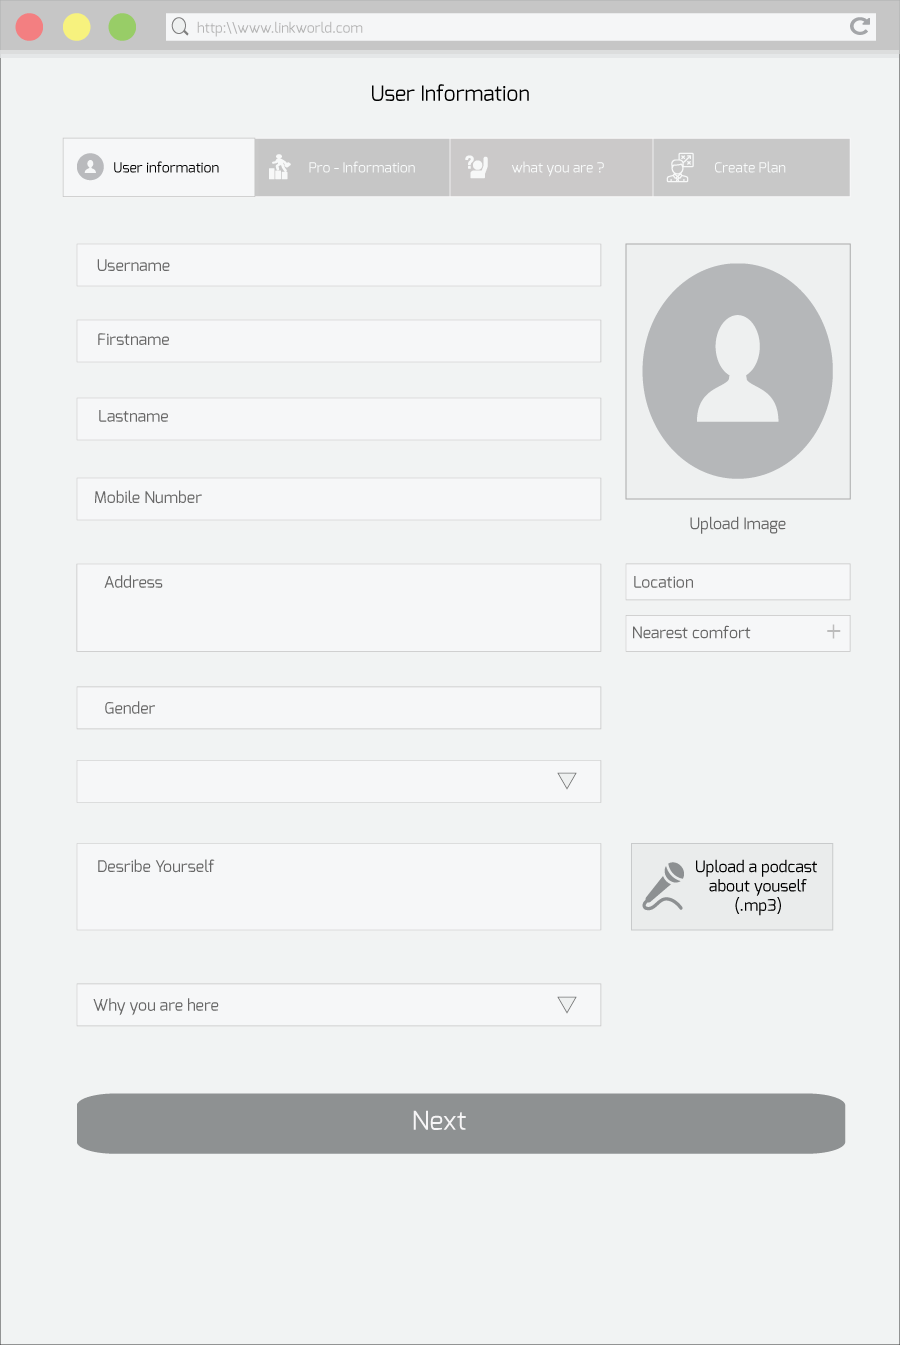 http:\\www.linkworld.com
User Information
User information
Pro - Information
what you are ?
Create Plan
Username
Firstname
Lastname
Mobile Number
Upload Image
Address
Location
Nearest comfort
Gender
Desribe Yourself
Upload a podcast
about youself
(.mp3)
Why you are here
Next